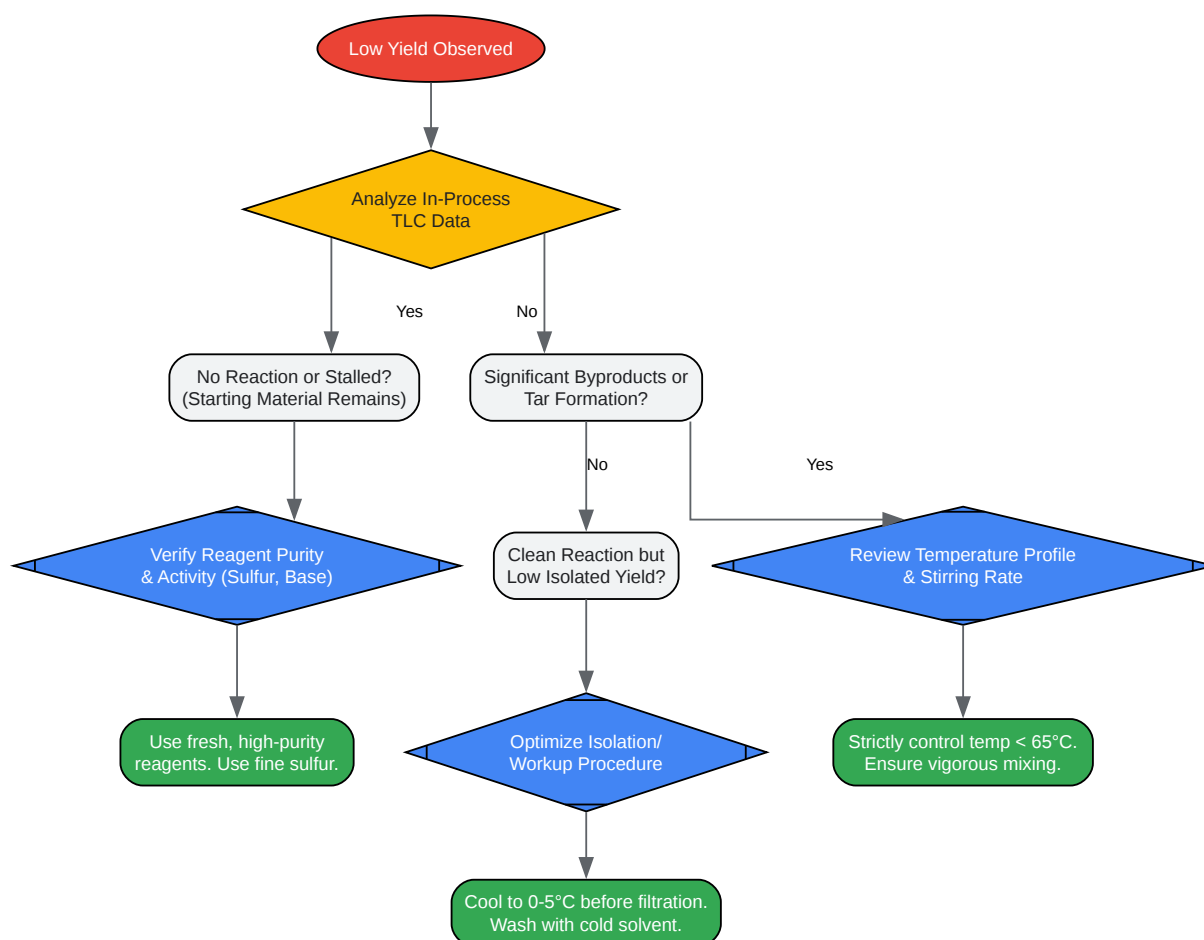 Low Yield Observed
Analyze In-Process
TLC Data
Yes
No
No Reaction or Stalled?
(Starting Material Remains)
Significant Byproducts or
Tar Formation?
No
Yes
Verify Reagent Purity
& Activity (Sulfur, Base)
Clean Reaction but
Low Isolated Yield?
Review Temperature Profile
& Stirring Rate
Use fresh, high-purity
reagents. Use fine sulfur.
Optimize Isolation/
Workup Procedure
Strictly control temp < 65°C.
Ensure vigorous mixing.
Cool to 0-5°C before filtration.
Wash with cold solvent.